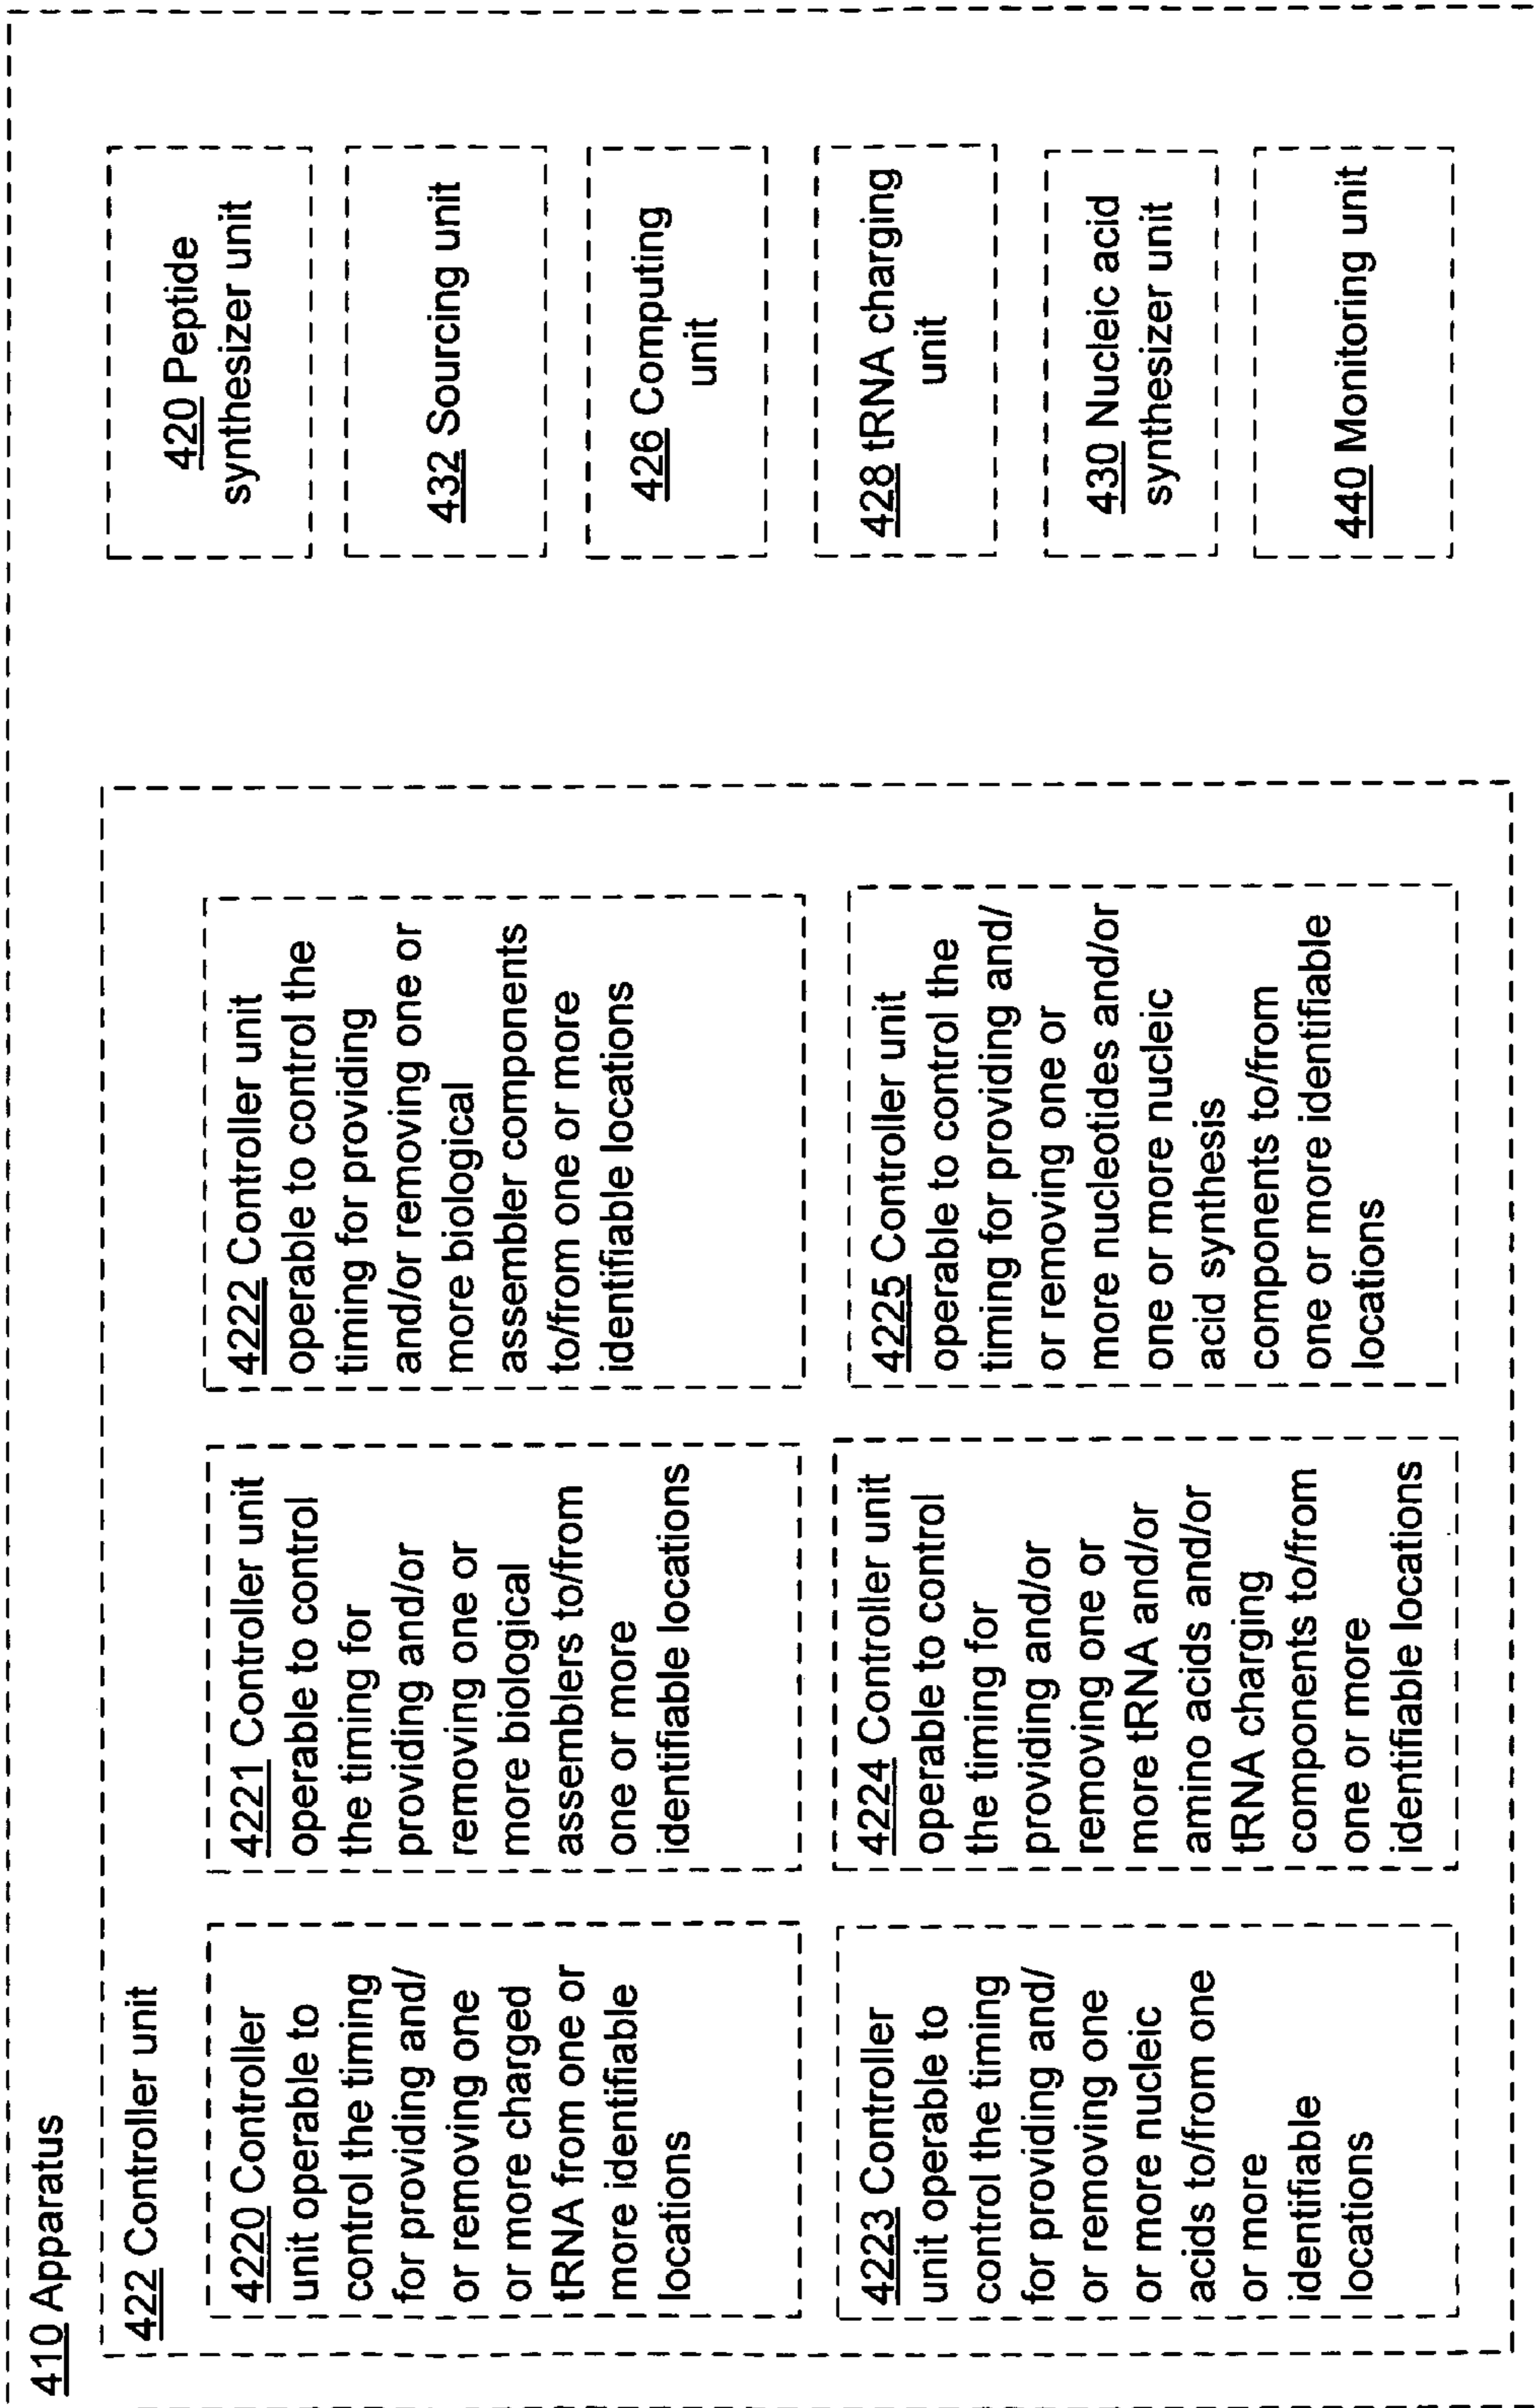 410 Apparatus
422 Controller unit
4220 Controller
unit operable to
control the timing
for providing and/
or removing one
or more charged
tRNA from one or
more identifiable
locations
4221 Controller unit
operable to control
the timing for
providing and/or
removing one or
more biological
assemblers to/from
one or more
identifiable locations
4222 Controller unit
operable to control the
timing for providing
and/or removing one or
more biological
assembler components
to/from one or more
identifiable locations
4223 Controller
unit operable to
control the timing
for providing and/
or removing one
or more nucleic
acids to/from one
or more
identifiable
locations
4224 Controller unit
operable to control
the timing for
providing and/or
removing one or
more tRNA and/or
amino acids and/or
tRNA charging
components to/from
one or more
identifiable locations
4225 Controller unit
operable to control the
timing for providing and/
or removing one or
more nucleotides and/or
one or more nucleic
acid synthesis
components to/from
one or more identifiable
locations
420 Peptide
synthesizer unit
432 Sourcing unit
426 Computing
unit
428 tRNA charging
unit
430 Nucleic acid
synthesizer unit
440 Monitoring unit